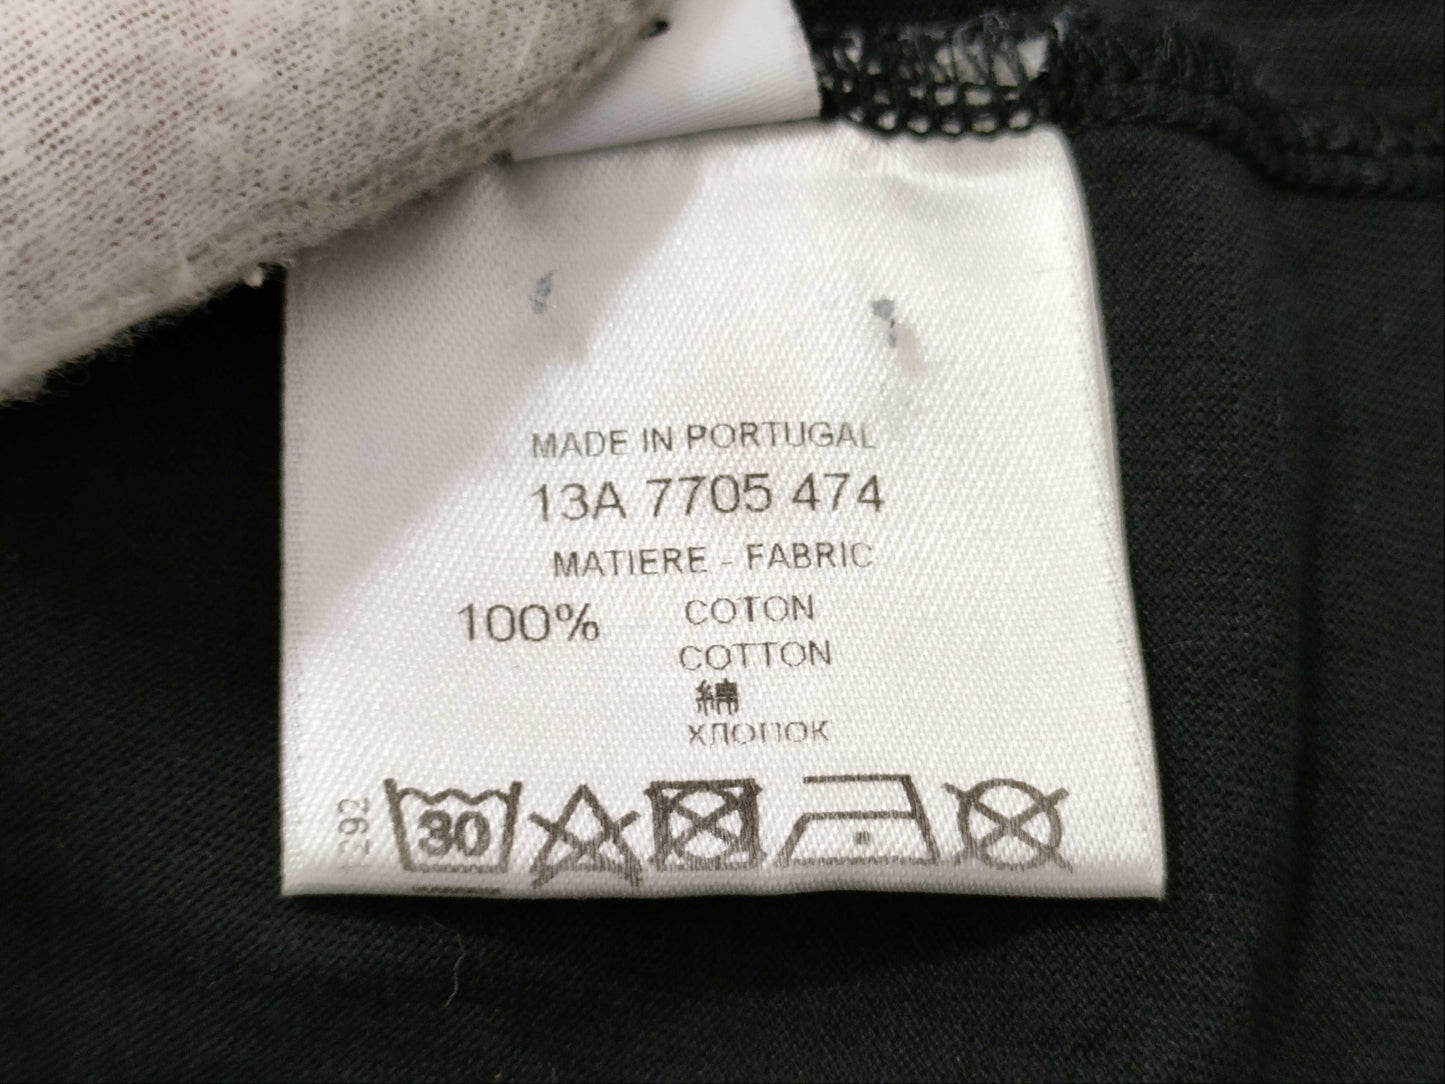 MADE IN PORTUGAL
13A 7705 474
MATIERE - FABRIC
100% COTON
COTTON
綿
ХЛОПОК
30